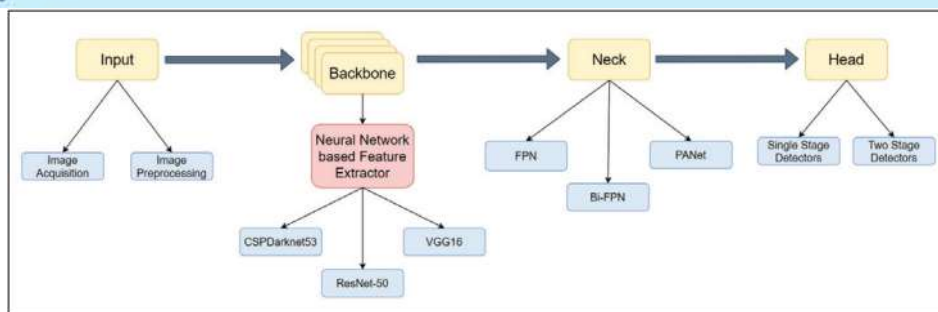 Input
Backbone
Neck
Head
Neural Network
based Feature
Extractor
Image
Acquisition
Image
Preprocessing
FPN
PANet
Bi-FPN
Single Stage
Detectors
Two Stage
Detectors
CSPDarknet53
VGG16
ResNet-50